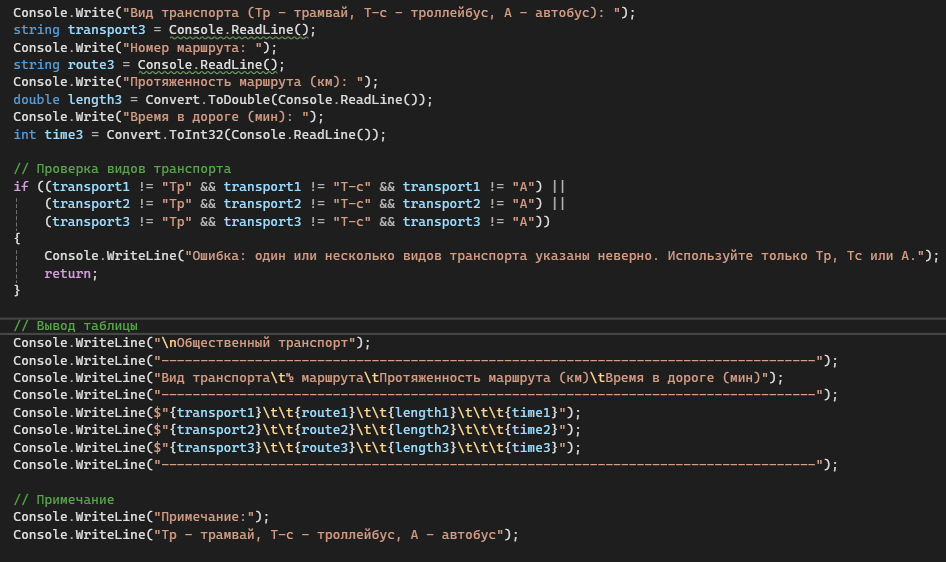 Console.Write("Вид транспорта (Тр - трамвай, Т-с - троллейбус, А - автобус): ");
string transport3 = Console.ReadLine();
Console.Write("Номер маршрута: ");
string route3 = Console.ReadLine();
Console.Write("Протяженность маршрута (км): ");
double length3 = Convert.ToDouble(Console.ReadLine());
Console.Write("Время в дороге (мин): ");
int time3 = Convert.ToInt32(Console.ReadLine());
// Проверка видов транспорта
if ((transport1 != "Тр" && transport1 != "Т-с" && transport1 != "А") ||
(transport2 != "Тр" && transport2 != "Т-с" && transport2 != "А") ||
(transport3 != "Тр" && transport3 != "Т-с" && transport3 != "А"))
{
Console.WriteLine("Ошибка: один или несколько видов транспорта указаны неверно. Используйте только Тр, Тс или А.");
return;
}
// Вывод таблицы
Console.WriteLine("\nОбщественный транспорт");
Console.WriteLine("------------------------------------------------------------------------------------");
Console.WriteLine("Вид транспорта\t№ маршрута\tПротяженность маршрута (км)\tВремя в дороге (мин)");
Console.WriteLine("------------------------------------------------------------------------------------");
Console.WriteLine($"{transport1}\t\t{route1}\t\t{length1}\t\t\t{time1}");
Console.WriteLine($"{transport2}\t\t{route2}\t\t{length2}\t\t\t{time2}");
Console.WriteLine($"{transport3}\t\t{route3}\t\t{length3}\t\t\t{time3}");
Console.WriteLine("------------------------------------------------------------------------------------");
// Примечание
Console.WriteLine("Примечание:");
Console.WriteLine("Тр - трамвай, Т-с - троллейбус, А - автобус");